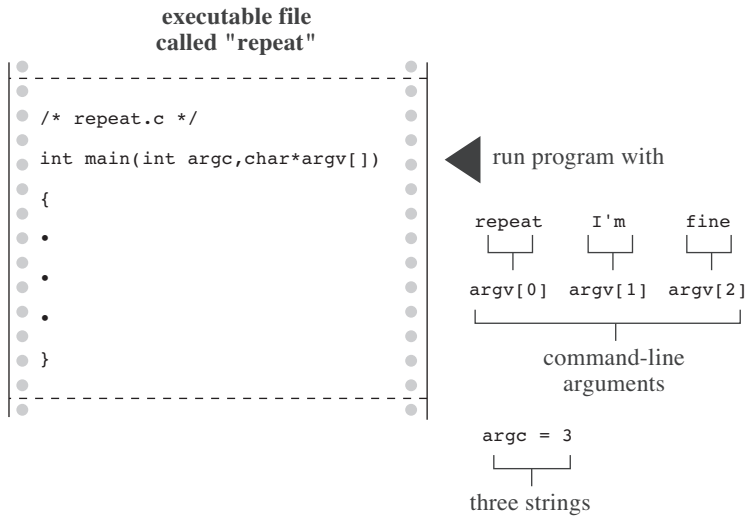 executable file
called "repeat"
/* repeat.c */
int main(int argc,char*argv[])
{
•
•
•
}
run program with
repeat I'm fine
argv[0] argv[1] argv[2]
command-line
arguments
argc = 3
three strings